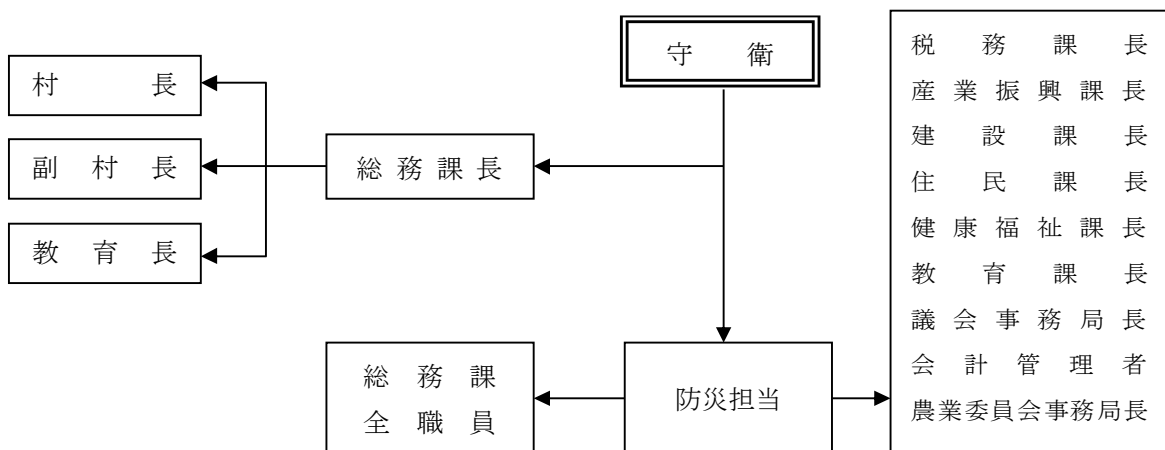 守衛
村長
副村長
教育長
総務課長
総務課
全職員
防災担当
税務課長
産業振興課長
建設課長
住民課長
健康福祉課長
教育課長
議会事務局長
会計管理者
農業委員会事務局長